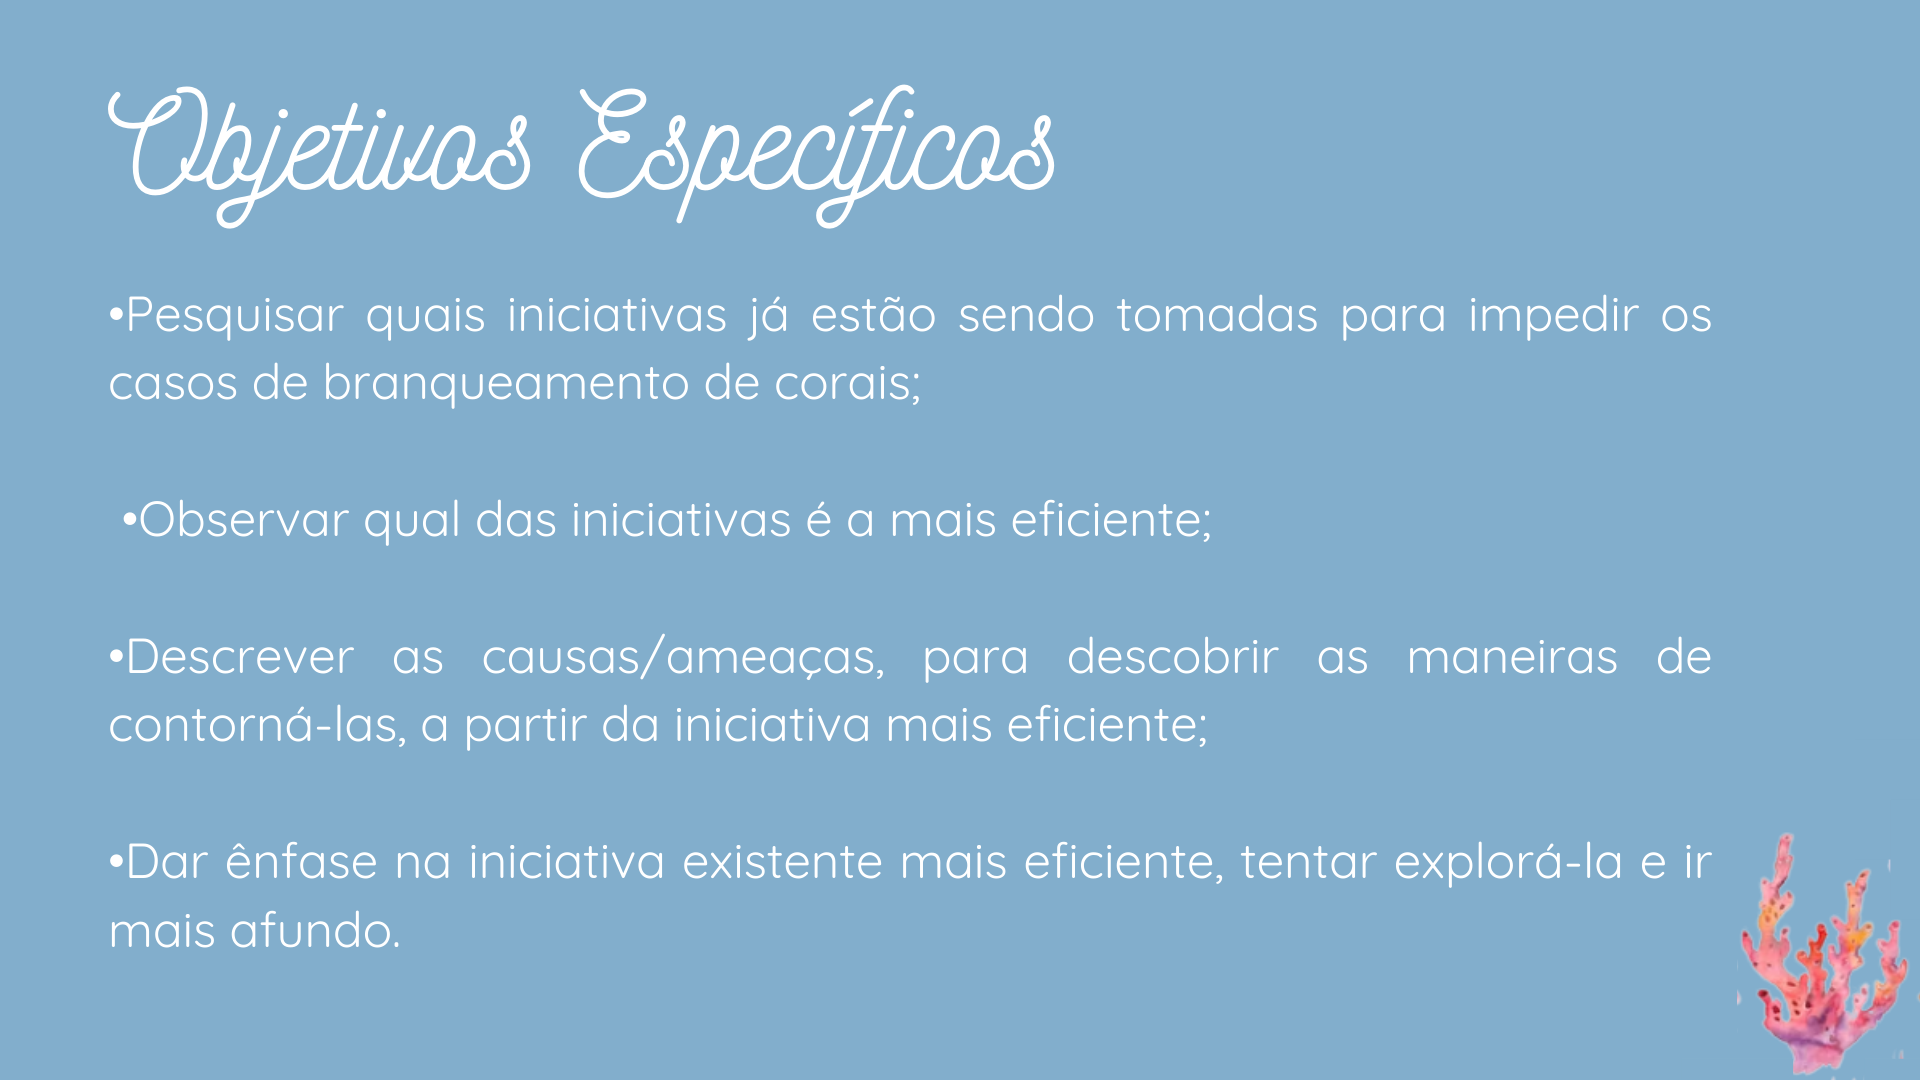 Objetivos Específicos
•Pesquisar quais iniciativas já estão sendo tomadas para impedir os
casos de branqueamento de corais;
•Observar qual das iniciativas é a mais eficiente;
•Descrever as causas/ameaças, para descobrir as maneiras de
contorná-las, a partir da iniciativa mais eficiente;
•Dar ênfase na iniciativa existente mais eficiente, tentar explorá-la e ir
mais afundo.